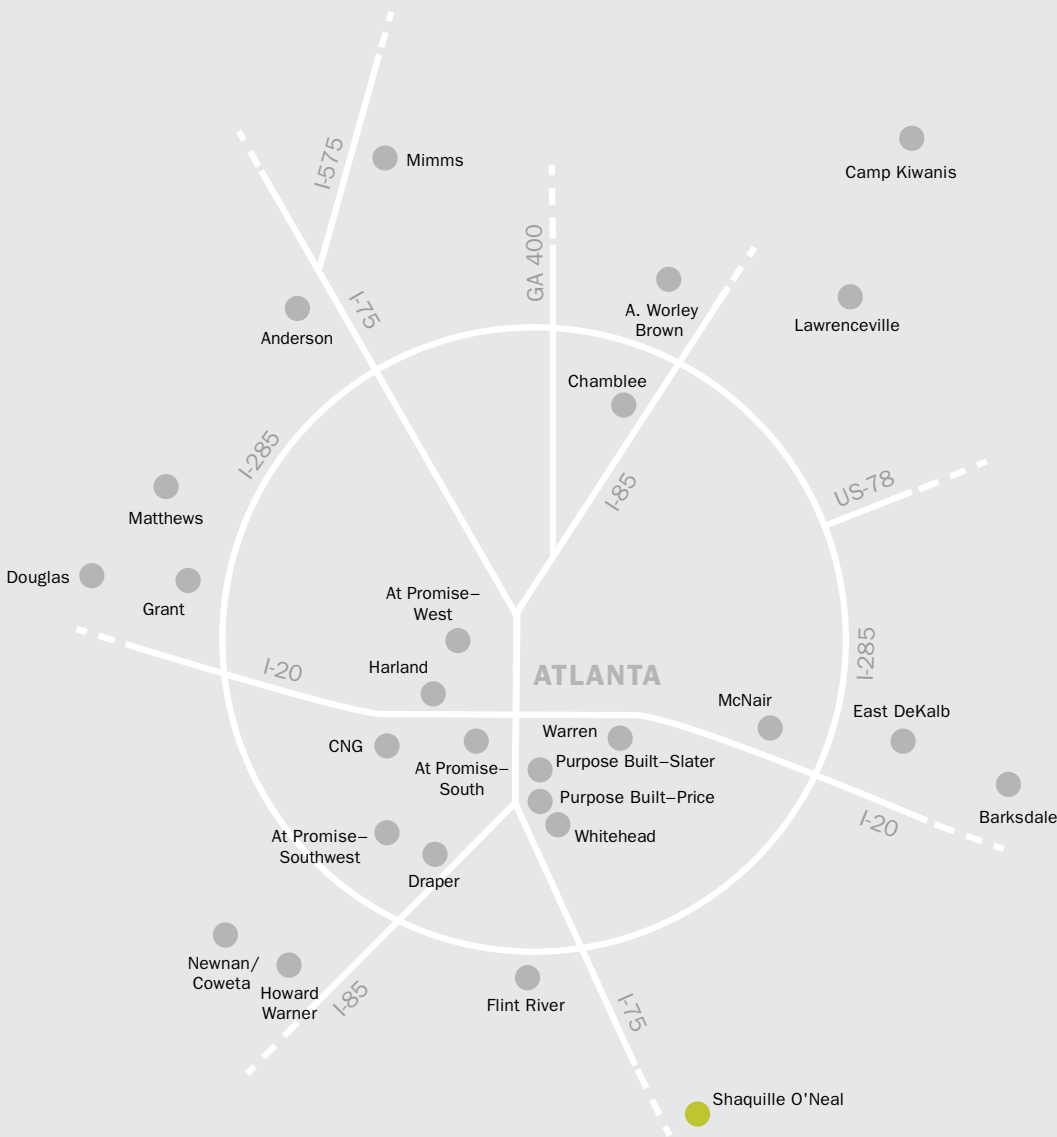 I-575
Mimms
Camp Kiwanis
GA 400
I-75
Anderson
A. Worley
Brown
Lawrenceville
Chamblee
I-285
I-85
US-78
Matthews
Douglas
Grant
At Promise–
West
I-285
I-20
Harland
ATLANTA
McNair
East DeKalb
CNG
At Promise–
South
Warren
Purpose Built–Slater
Purpose Built–Price
Whitehead
Barksdale
I-20
At Promise–
Southwest
Draper
Newnan/
Coweta
Howard
Warner
I-85
Flint River
I-75
Shaquille O'Neal